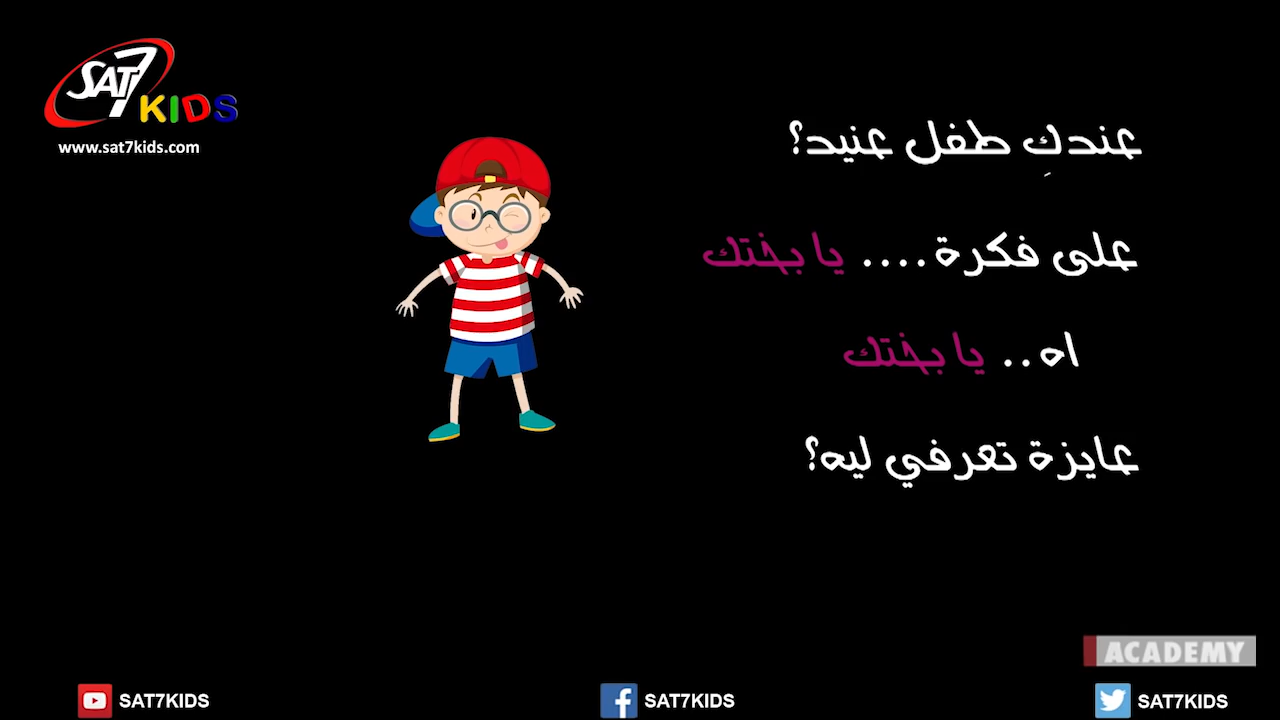 SAT7
KIDS
www.sat7kids.com
عندكِ طفل عنيد؟
على فكرة.... يا بختك
اه.. يا بختك
عايزة تعرفي ليه؟
ACADEMY
SAT7KIDS
SAT7KIDS
SAT7KIDS